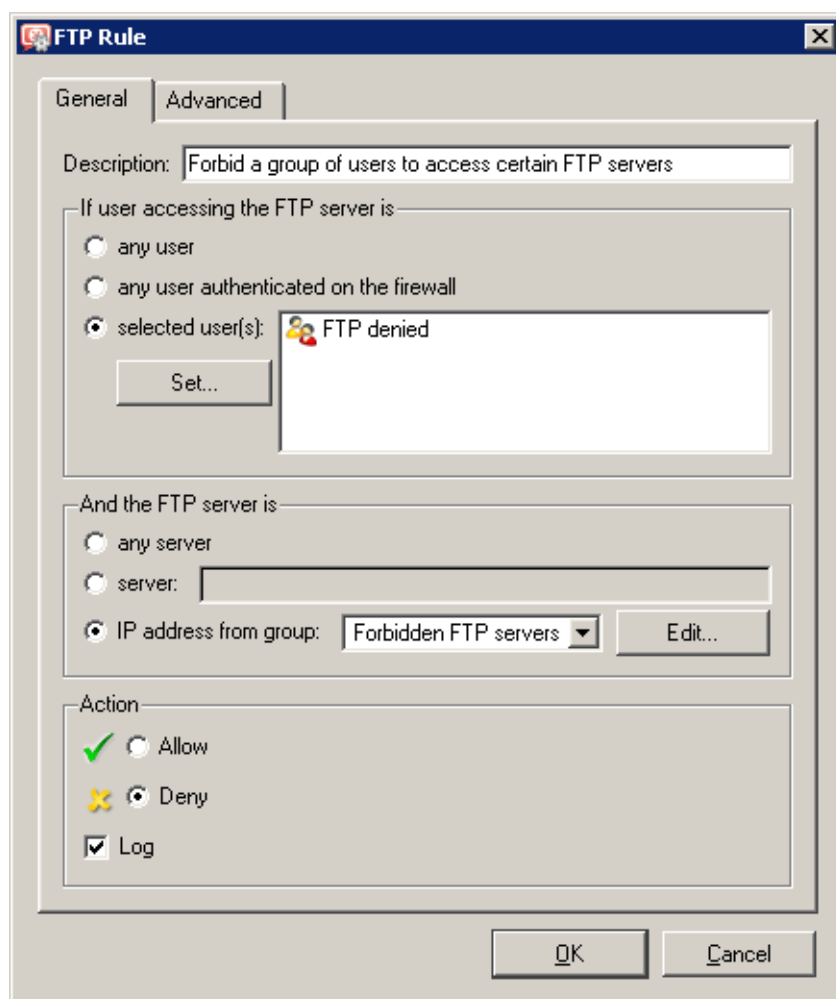 FTP Rule
General Advanced
Description: Forbid a group of users to access certain FTP servers
If user accessing the FTP server is
any user
any user authenticated on the firewall
selected user(s): FTP denied
Set...
And the FTP server is
any server
server:
IP address from group: Forbidden FTP servers Edit...
Action
Allow
Deny
Log
OK Cancel